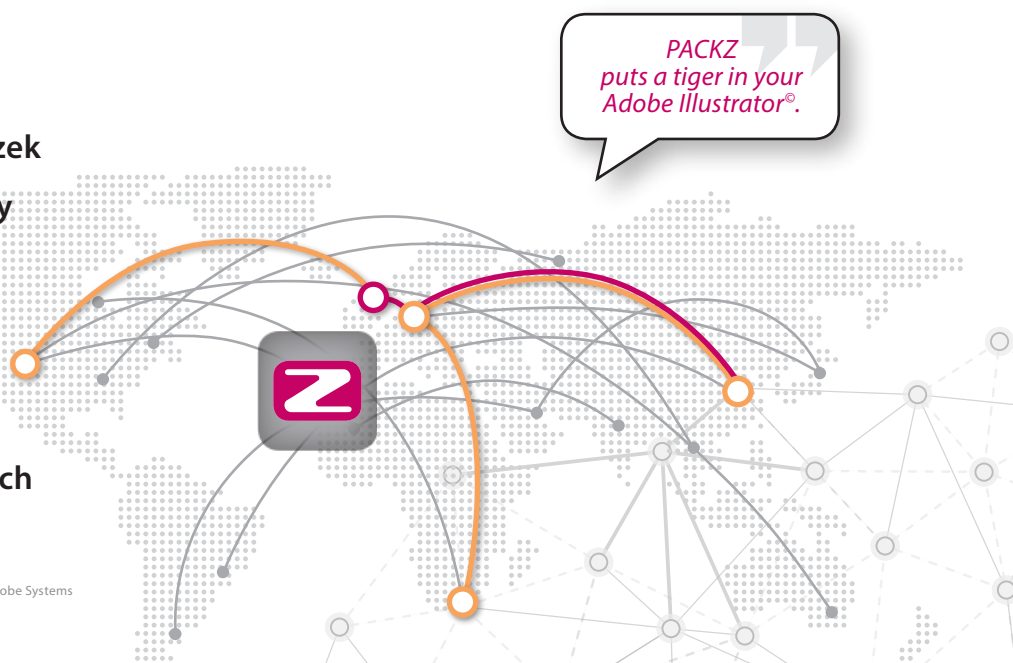 PACKZ
puts a tiger in your
Adobe Illustrator©.
zek
y
ch
obe Systems
Z